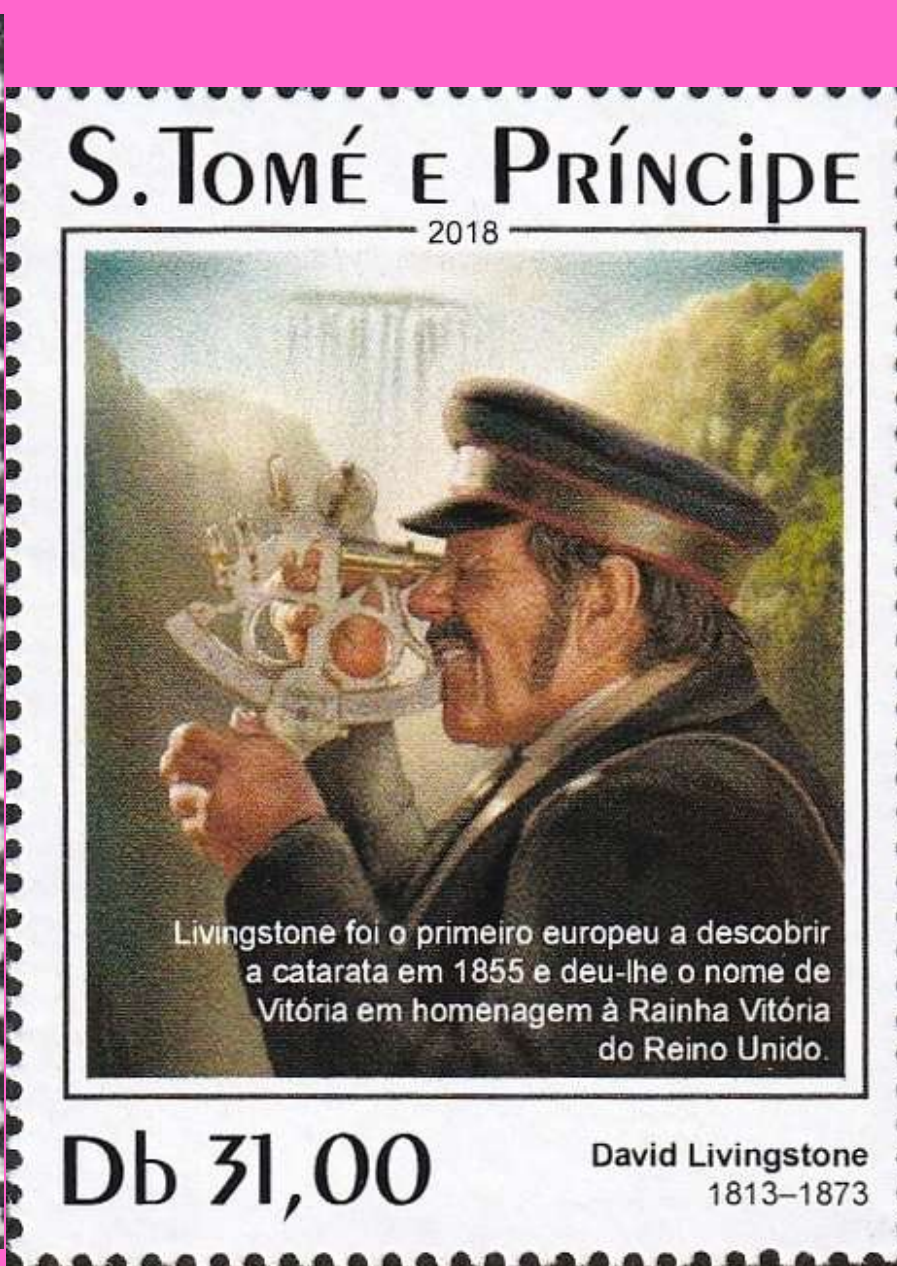 S. Tomé e Príncipe
2018
Livingstone foi o primeiro europeu a descobrir
a catarata em 1855 e deu-lhe o nome de
Vitória em homenagem à Rainha Vitória
do Reino Unido.
Db 31,00
David Livingstone
1813–1873